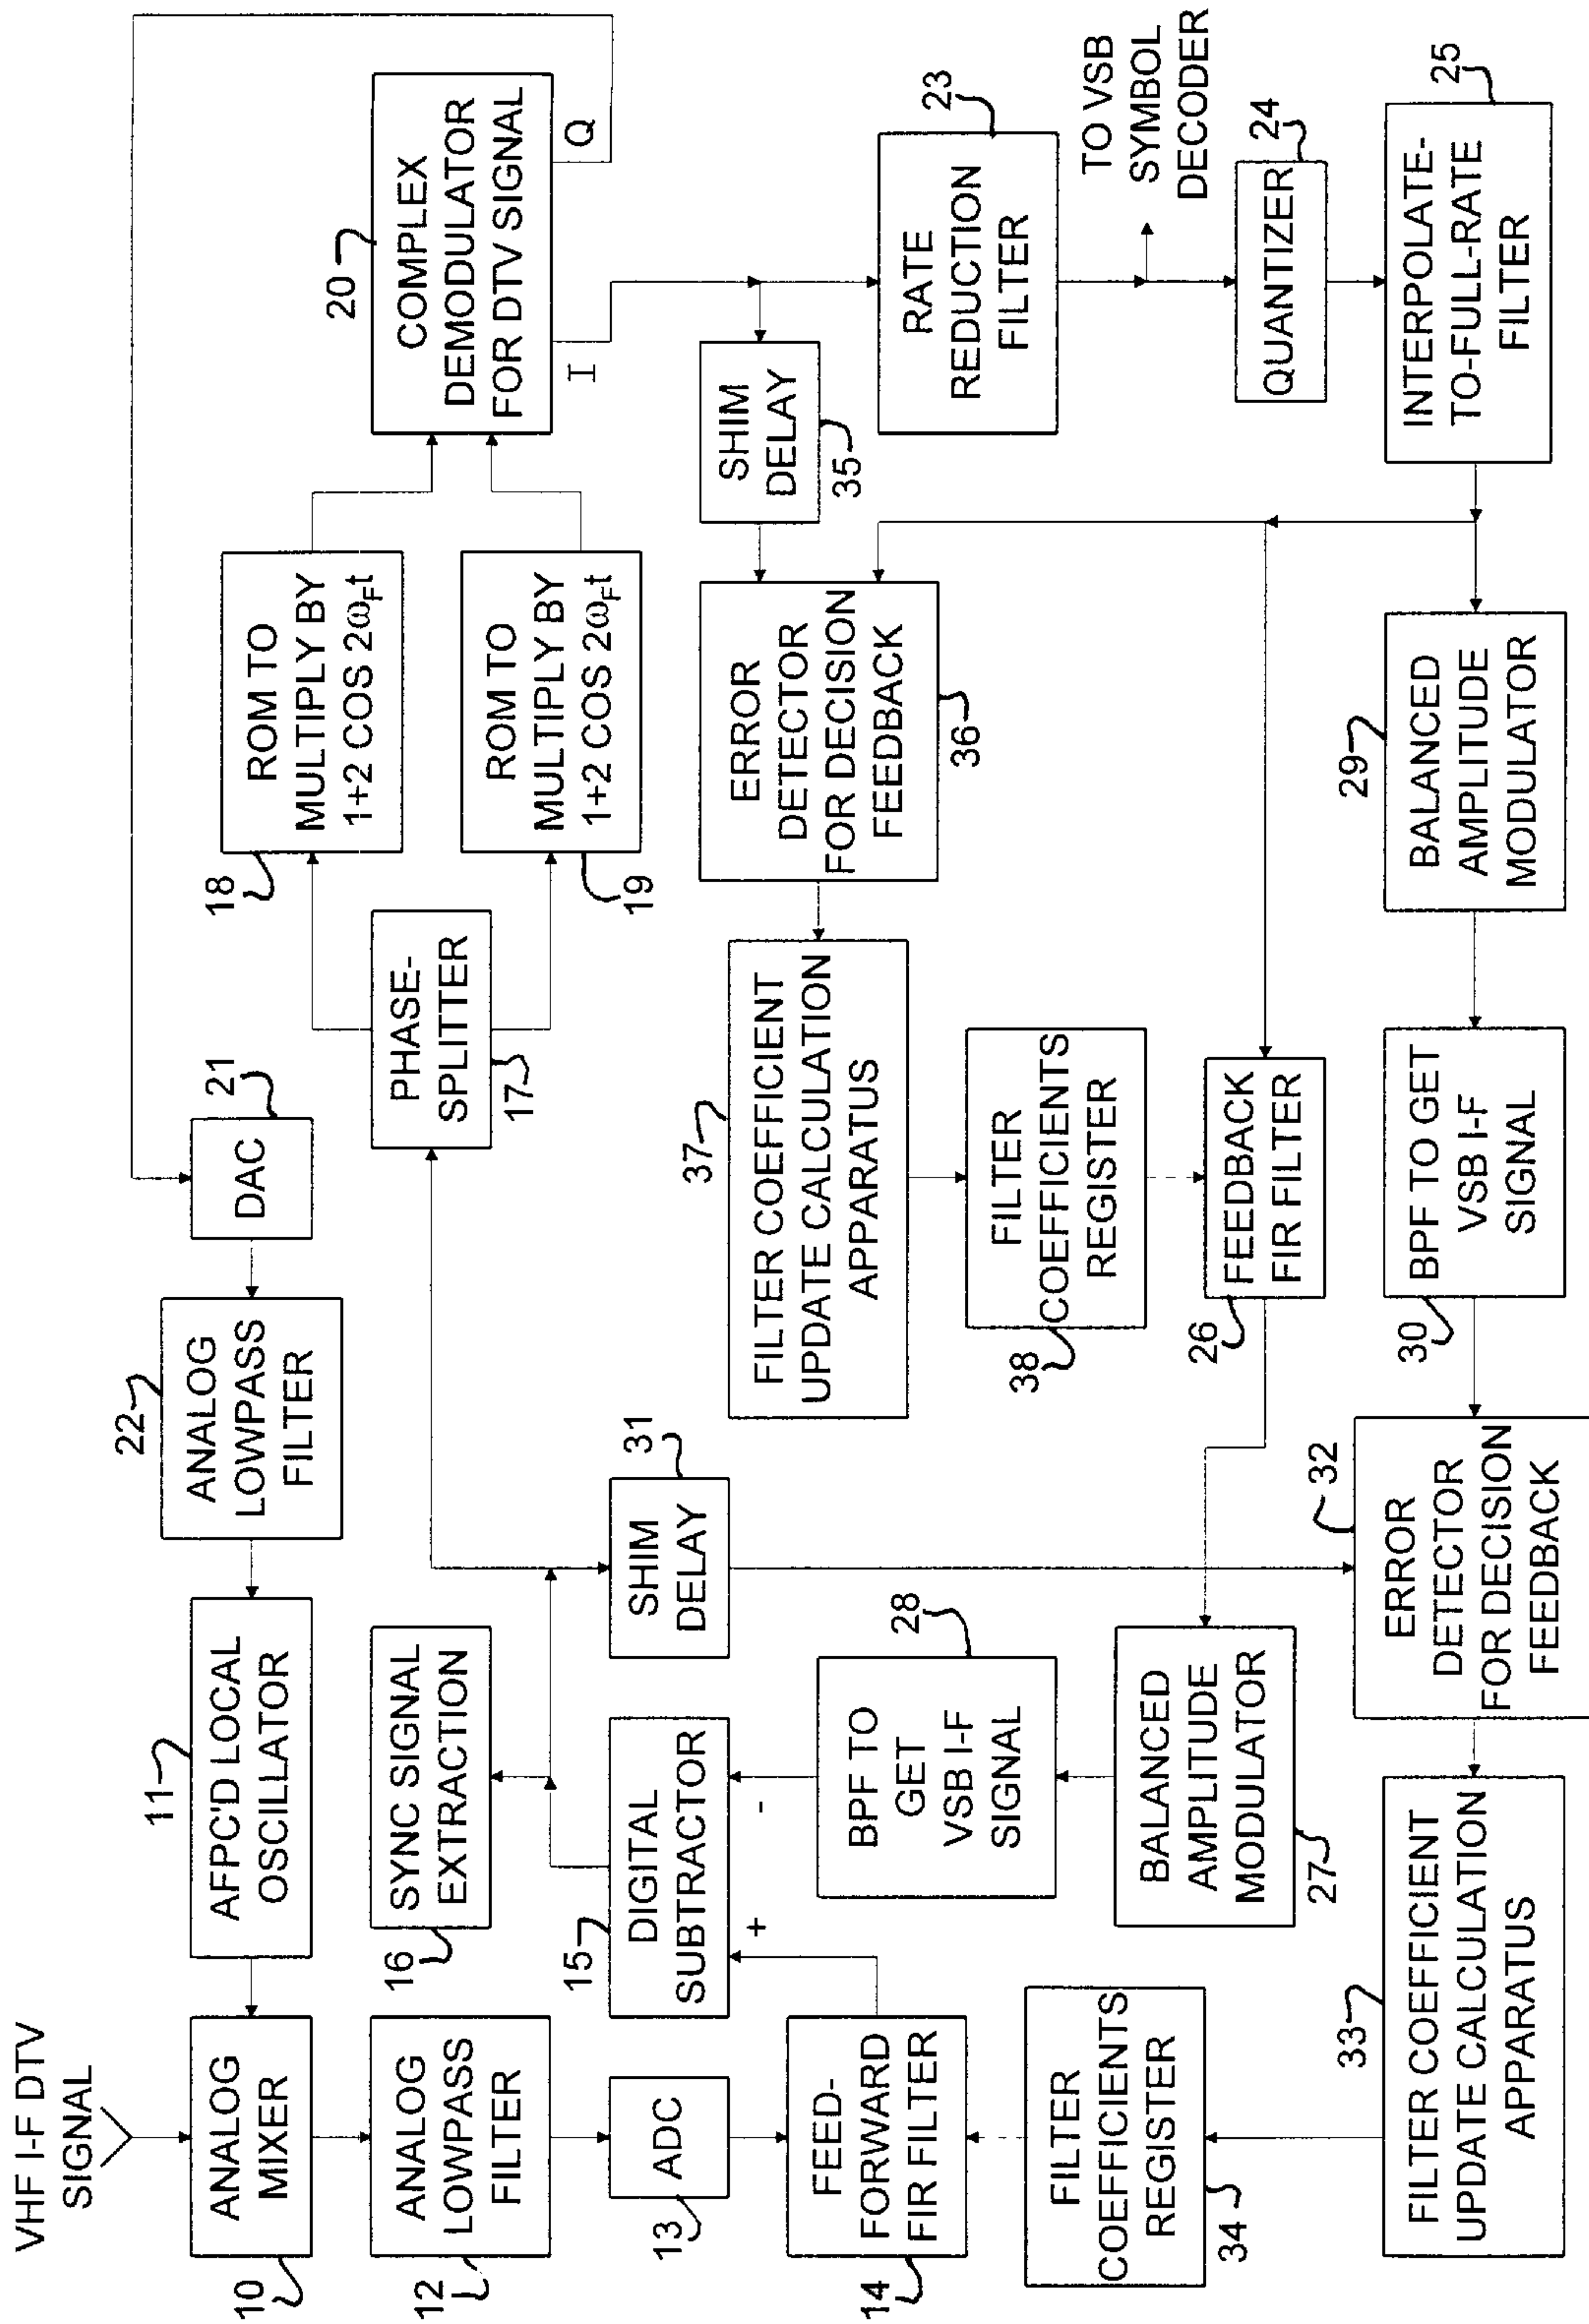 VHF I-F DTV
SIGNAL
10
ANALOG
MIXER
11
AFPC'D LOCAL
OSCILLATOR
22
ANALOG
LOWPASS
FILTER
21
DAC
12
ANALOG
LOWPASS
FILTER
16
SYNC SIGNAL
EXTRACTION
17
PHASE-
SPLITTER
18
ROM TO
MULTIPLY BY
1+2 COS 2ω_Ft
19
ROM TO
MULTIPLY BY
1+2 COS 2ω_Ft
20
COMPLEX
DEMODULATOR
FOR DTV SIGNAL
I
Q
13
ADC
15
DIGITAL
SUBTRACTOR
+
-
31
SHIM
DELAY
35
SHIM
DELAY
14
FEED-
FORWARD
FIR FILTER
28
BPF TO
GET
VSB I-F
SIGNAL
37
FILTER COEFFICIENT
UPDATE CALCULATION
APPARATUS
36
ERROR
DETECTOR
FOR DECISION
FEEDBACK
23
RATE
REDUCTION
FILTER
TO VSB
SYMBOL
DECODER
34
FILTER
COEFFICIENTS
REGISTER
27
BALANCED
AMPLITUDE
MODULATOR
38
FILTER
COEFFICIENTS
REGISTER
26
FEEDBACK
FIR FILTER
24
QUANTIZER
33
FILTER COEFFICIENT
UPDATE CALCULATION
APPARATUS
32
ERROR
DETECTOR
FOR DECISION
FEEDBACK
30
BPF TO GET
VSB I-F
SIGNAL
29
BALANCED
AMPLITUDE
MODULATOR
25
INTERPOLATE-
TO-FULL-RATE
FILTER